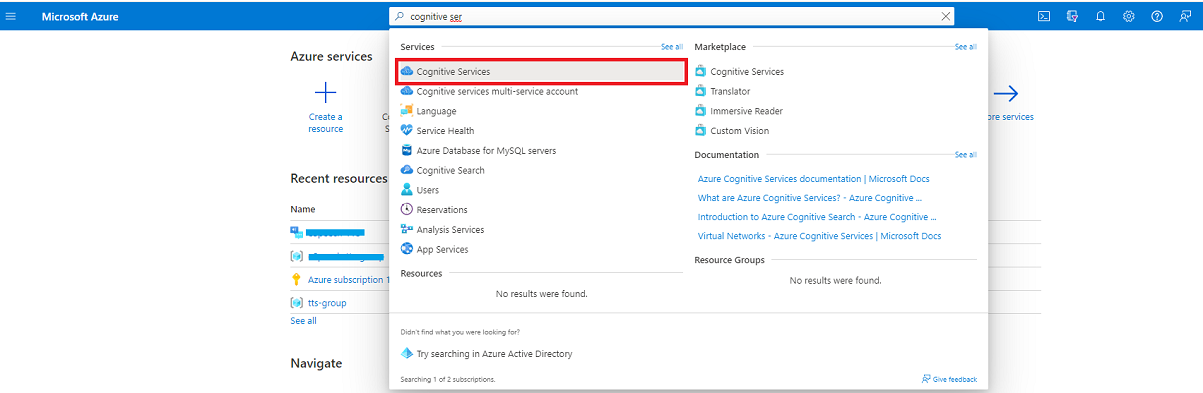 Microsoft Azure
cognitive ser
Azure services
Create a
resource
Recent resources
Name
Azure subscription 1
tts-group
See all
Navigate
Services
See all
Cognitive Services
Cognitive services multi-service account
Language
Service Health
Azure Database for MySQL servers
Cognitive Search
Users
Reservations
Analysis Services
App Services
Resources
No results were found.
Marketplace
See all
Cognitive Services
Translator
Immersive Reader
Custom Vision
Documentation
See all
Azure Cognitive Services documentation | Microsoft Docs
What are Azure Cognitive Services? - Azure Cognitive ...
Introduction to Azure Cognitive Search - Azure Cognitive ...
Virtual Networks - Azure Cognitive Services | Microsoft Docs
Resource Groups
No results were found.
Didn't find what you were looking for?
Try searching in Azure Active Directory
Searching 1 of 2 subscriptions.
Give feedback
services